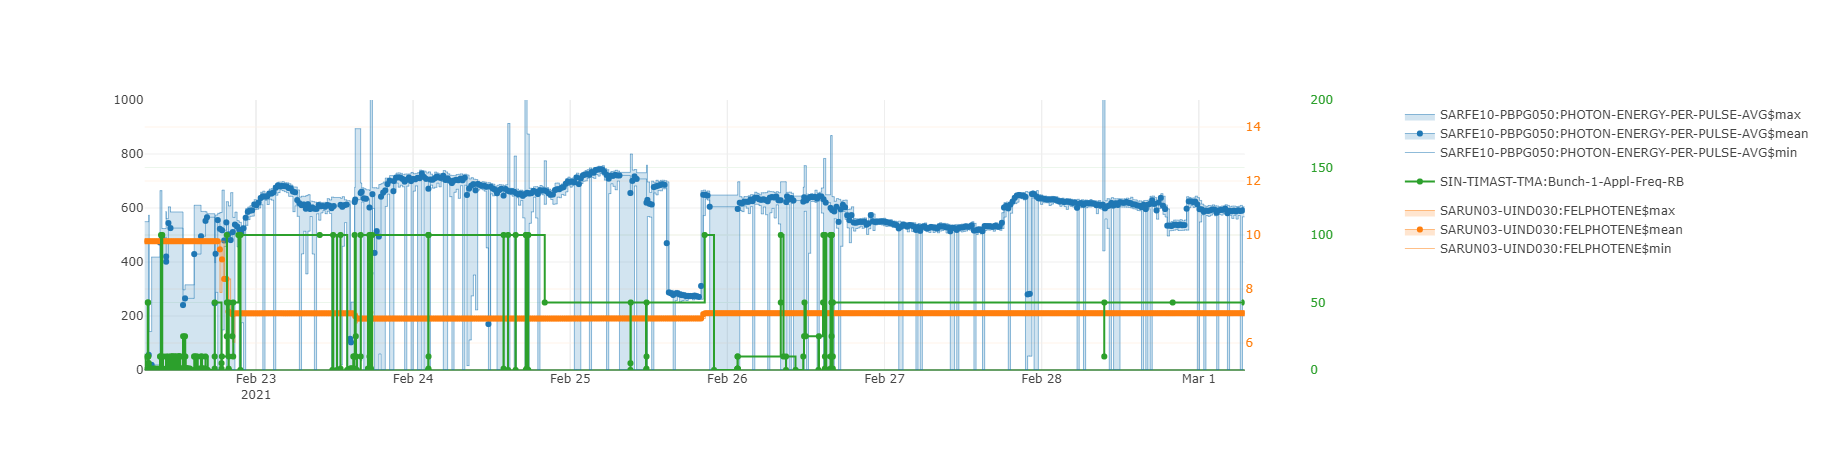 1000
800
600
400
200
0
14
12
10
8
6
200
150
100
50
0
Feb 23
2021
Feb 24
Feb 25
Feb 26
Feb 27
Feb 28
Mar 1
SARFE10-PBPG050:PHOTON-ENERGY-PER-PULSE-AVG$max
SARFE10-PBPG050:PHOTON-ENERGY-PER-PULSE-AVG$mean
SARFE10-PBPG050:PHOTON-ENERGY-PER-PULSE-AVG$min
SIN-TIMAST-TMA:Bunch-1-Appl-Freq-RB
SARUN03-UIND030:FELPHOTENE$max
SARUN03-UIND030:FELPHOTENE$mean
SARUN03-UIND030:FELPHOTENE$min